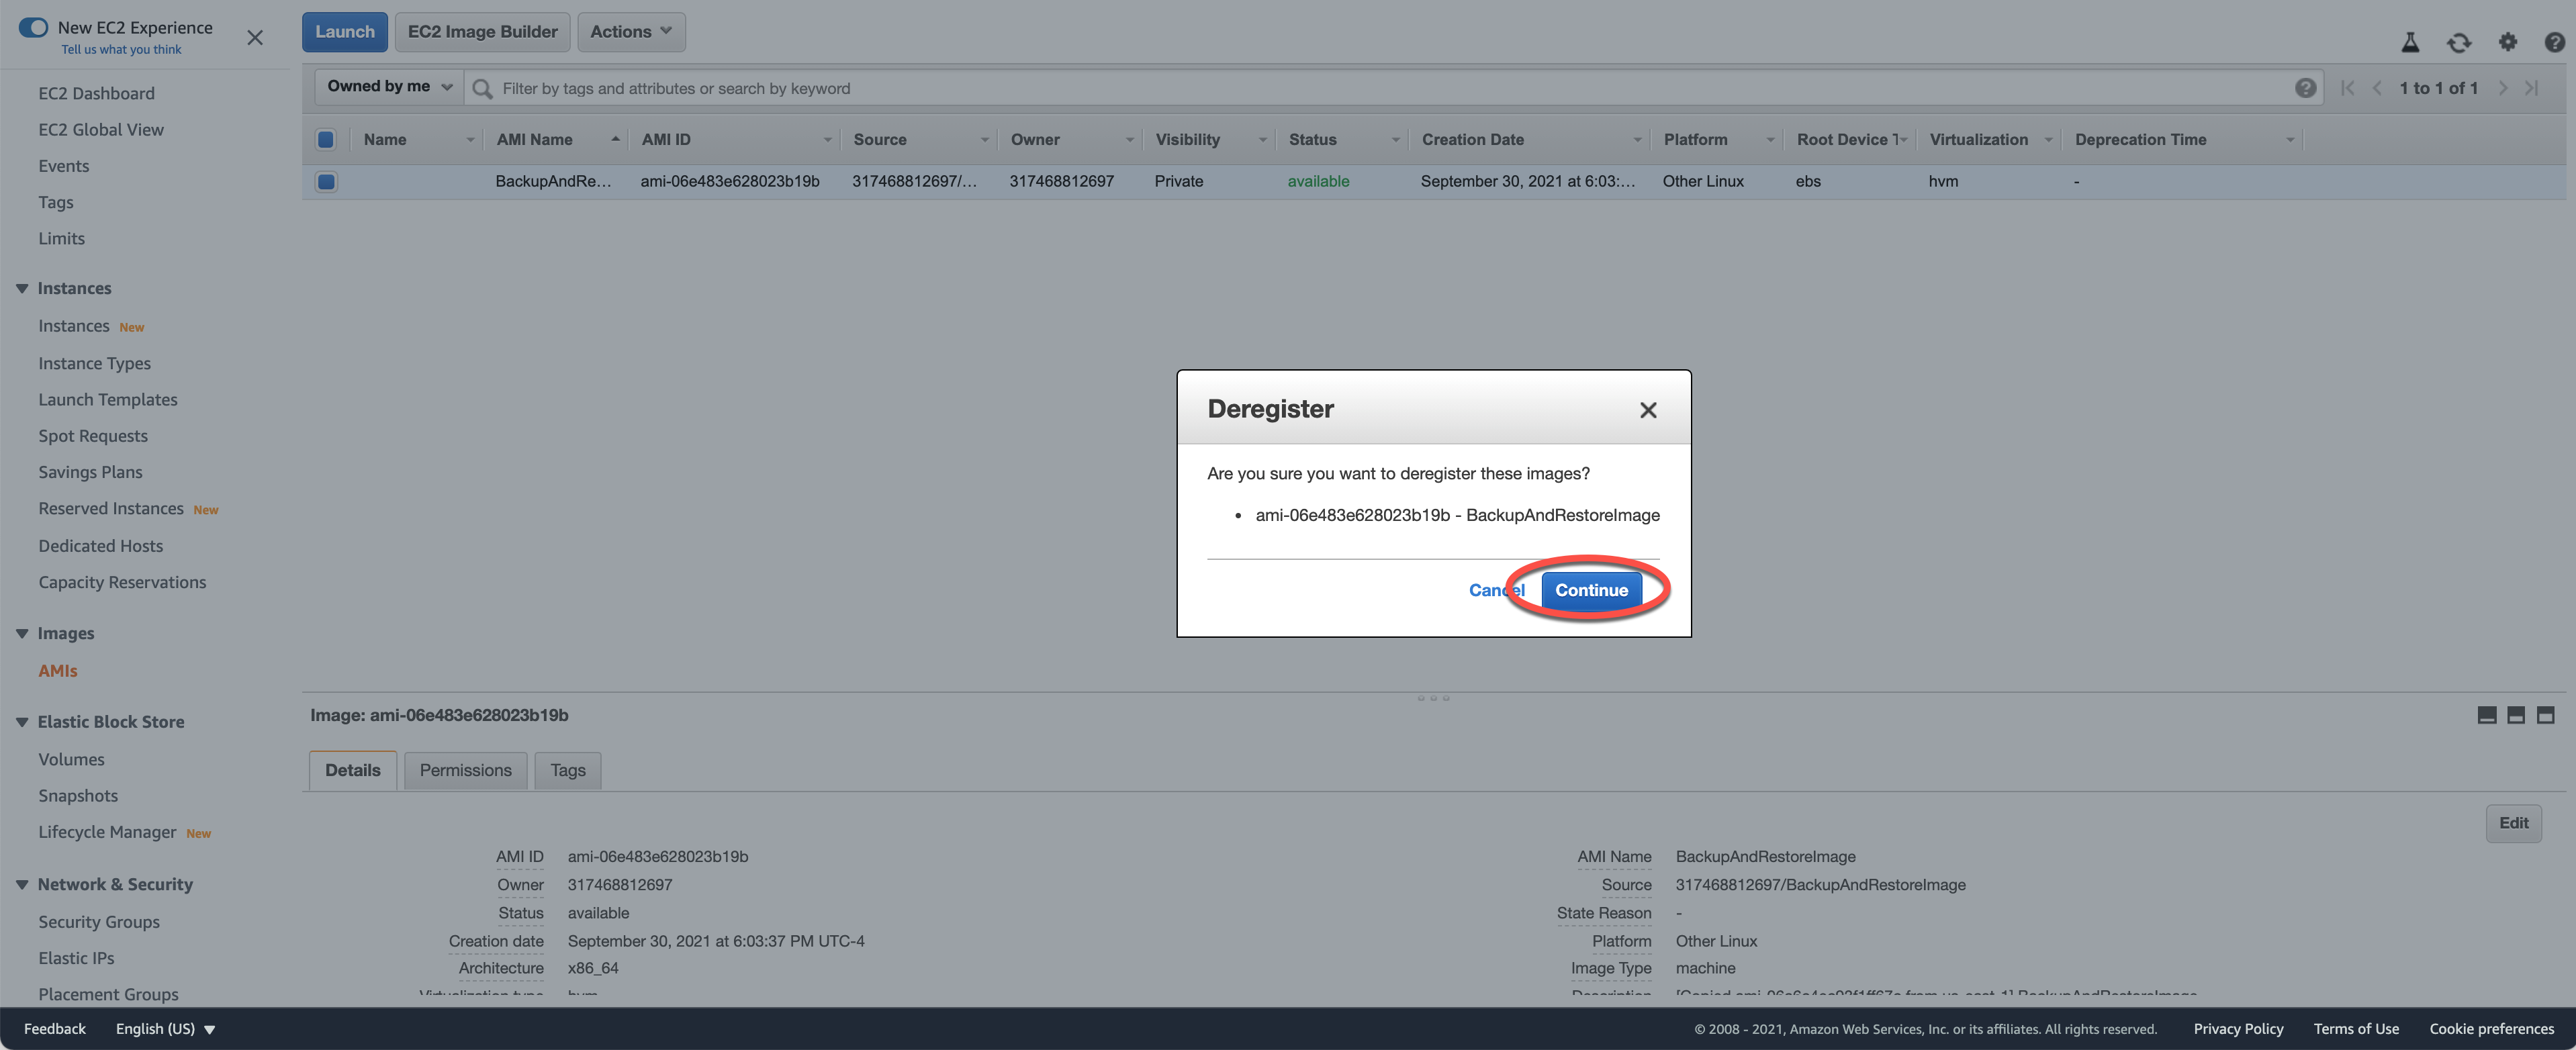 New EC2 Experience
Tell us what you think
EC2 Dashboard
EC2 Global View
Events
Tags
Limits
Instances
Instances New
Instance Types
Launch Templates
Spot Requests
Savings Plans
Reserved Instances New
Dedicated Hosts
Capacity Reservations
Images
AMIs
Elastic Block Store
Volumes
Snapshots
Lifecycle Manager New
Network & Security
Security Groups
Elastic IPs
Placement Groups
Launch EC2 Image Builder Actions
Owned by me Filter by tags and attributes or search by keyword 1 to 1 of 1
Name AMI Name AMI ID Source Owner Visibility Status Creation Date Platform Root Device Virtualization Deprecation Time
BackupAndRe... ami-06e483e628023b19b 317468812697/... 317468812697 Private available September 30, 2021 at 6:03:... Other Linux ebs hvm -
Deregister
Are you sure you want to deregister these images?
• ami-06e483e628023b19b - BackupAndRestoreImage
Cancel Continue
Image: ami-06e483e628023b19b
Details Permissions Tags
Edit
AMI ID ami-06e483e628023b19b
Owner 317468812697
Status available
Creation date September 30, 2021 at 6:03:37 PM UTC-4
Architecture x86_64
Virtualization type hvm
AMI Name BackupAndRestoreImage
Source 317468812697/BackupAndRestoreImage
State Reason -
Platform Other Linux
Image Type machine
Description
Feedback English (US) © 2008 - 2021, Amazon Web Services, Inc. or its affiliates. All rights reserved. Privacy Policy Terms of Use Cookie preferences